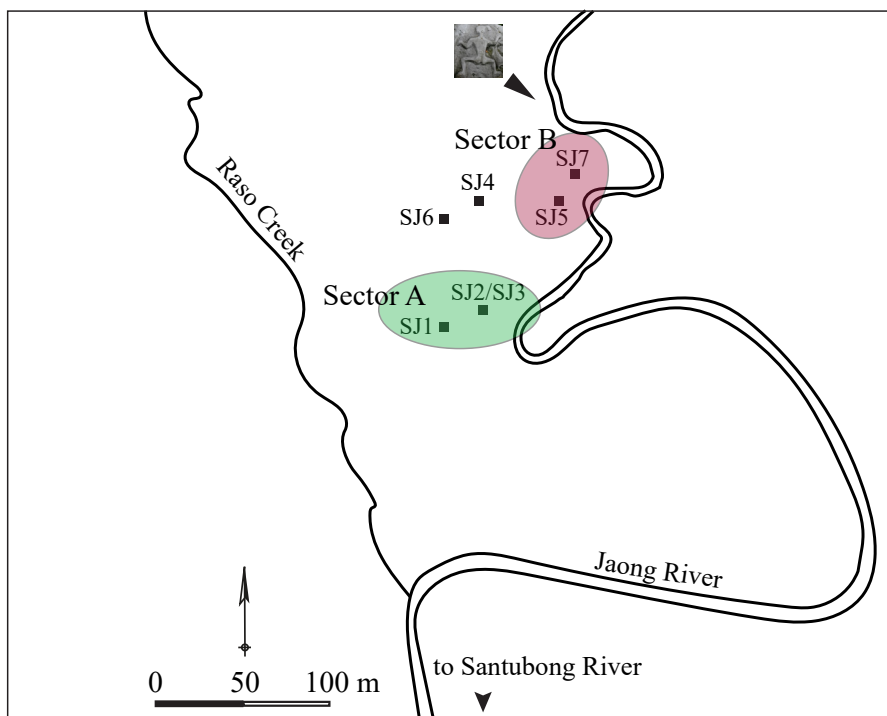 Sector B
SJ7
SJ4
SJ5
SJ6
Raso Creek
Sector A
SJ2/SJ3
SJ1
Jaong River
to Santubong River
0 50 100 m